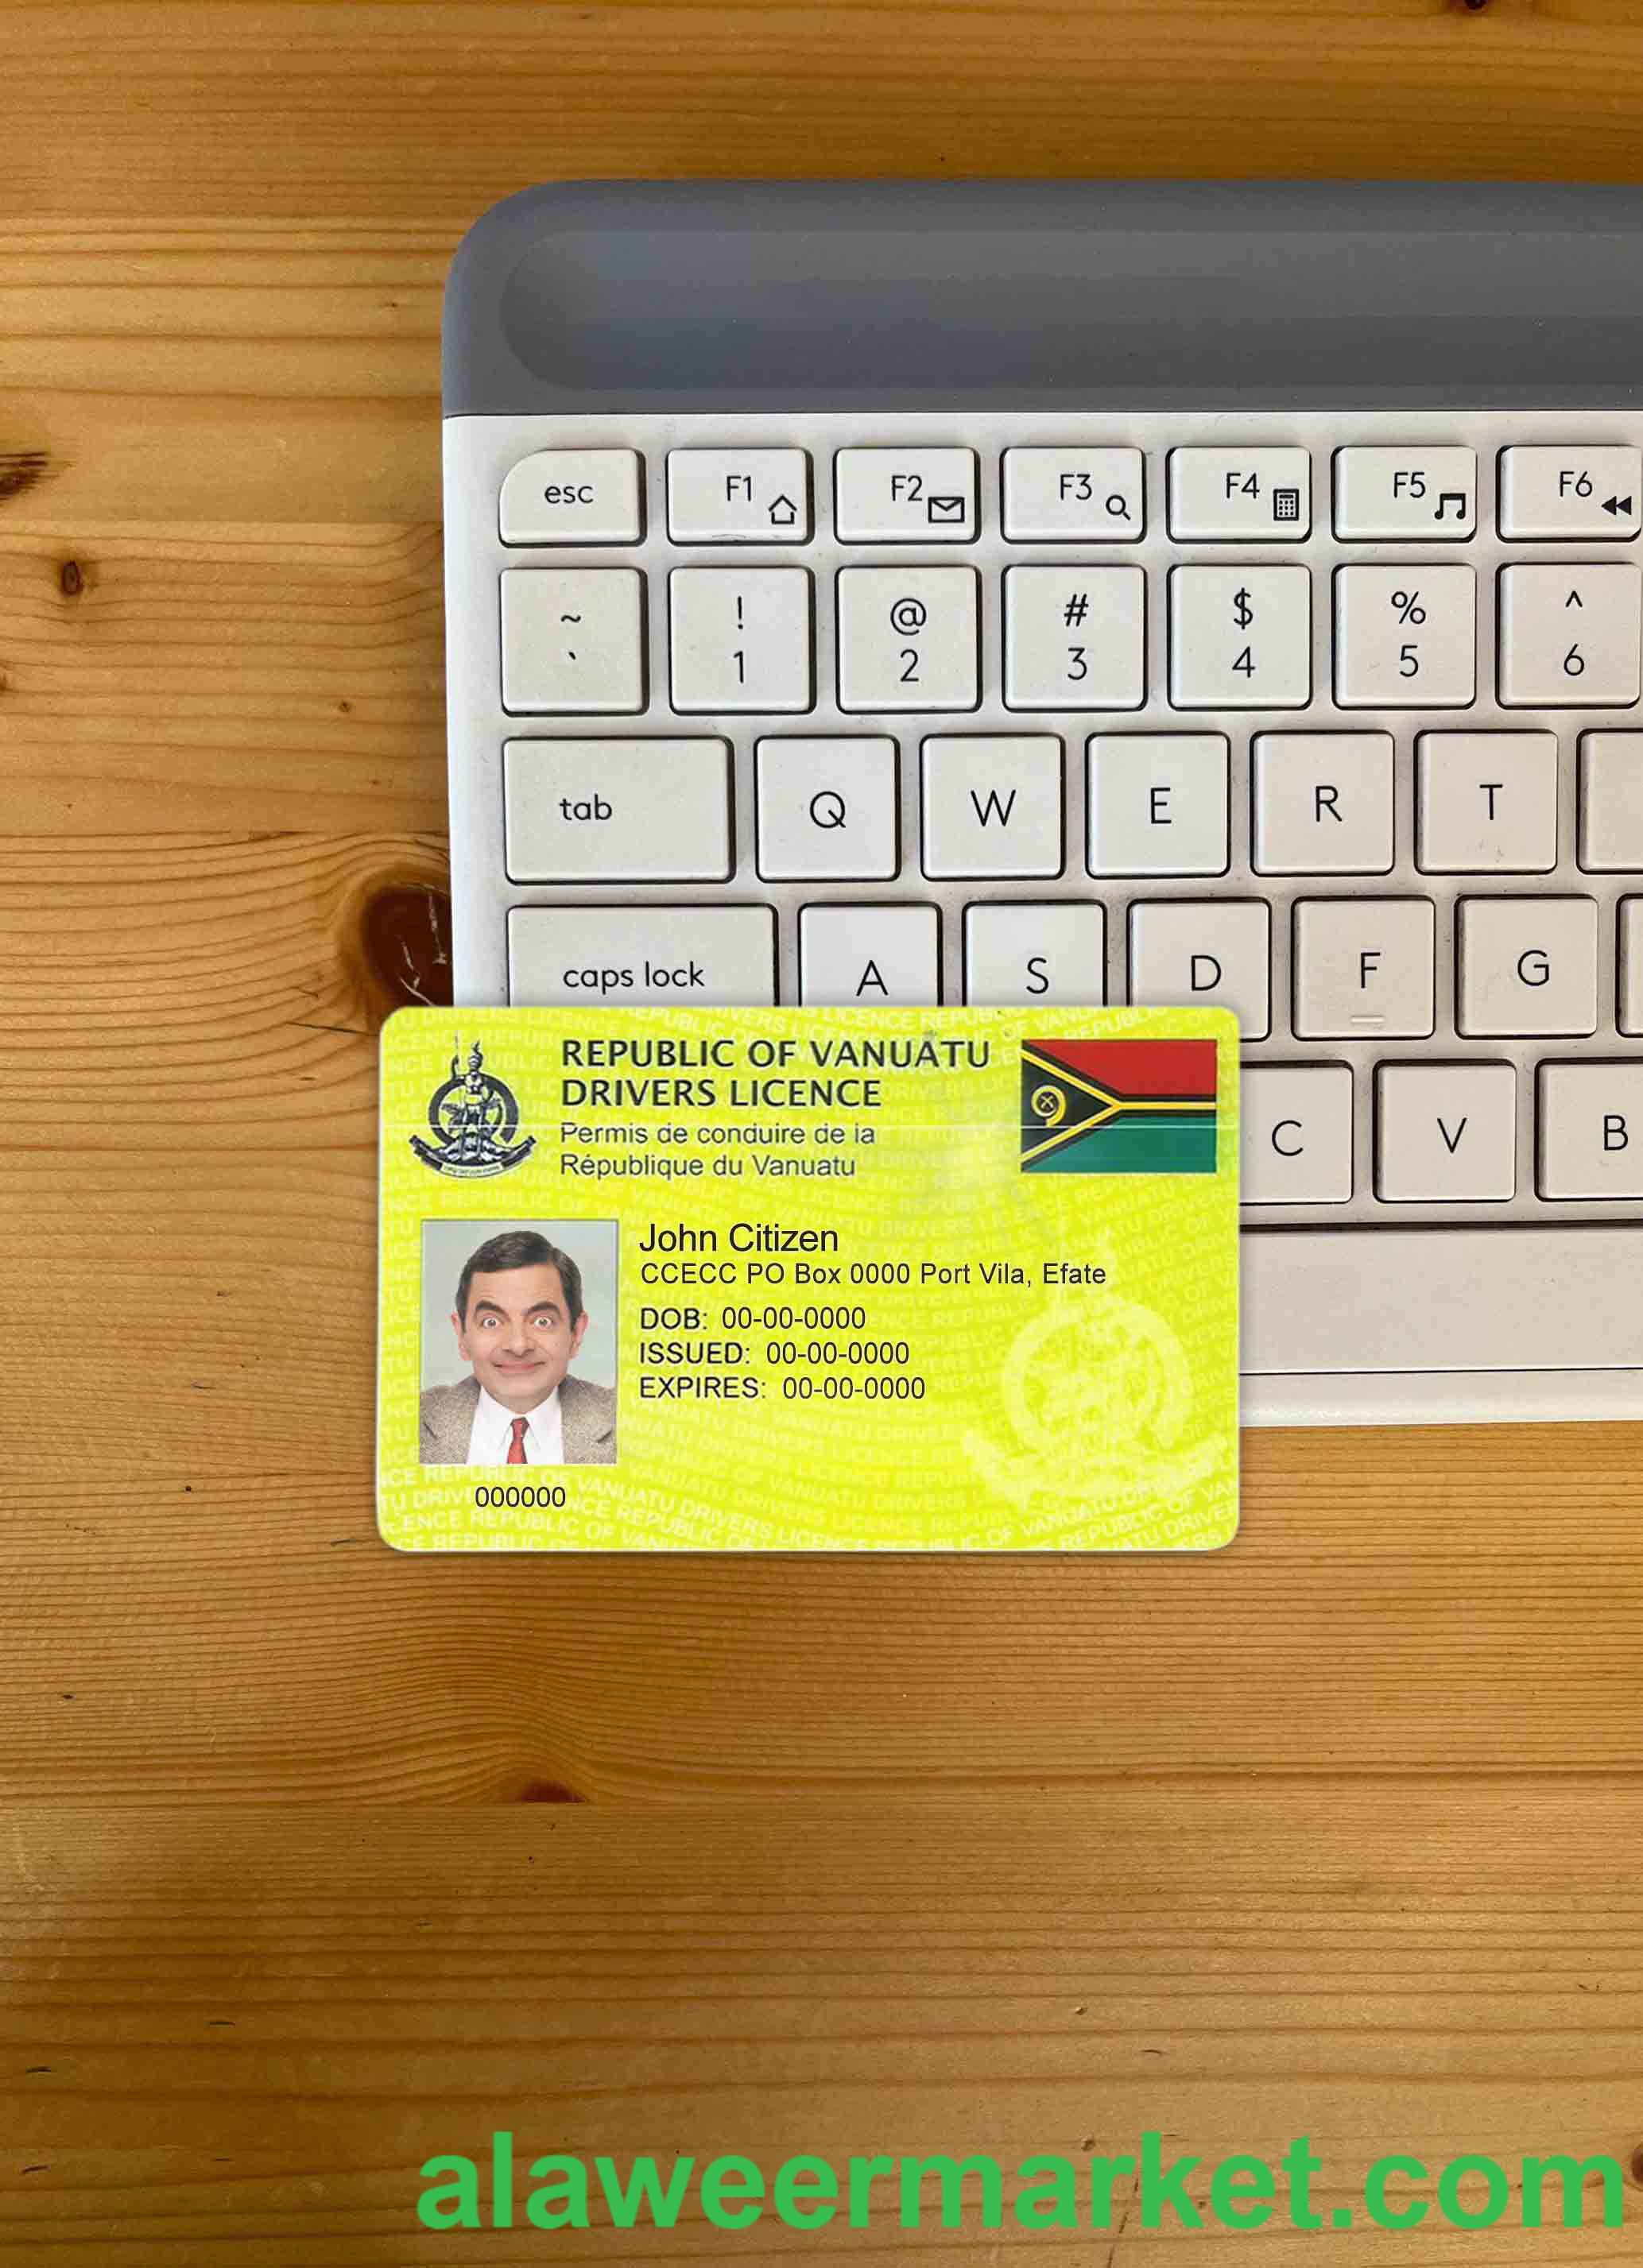 esc F1 F2 F3 F4 F5 F6
~ ! @ # $ % ^
` 1 2 3 4 5 6
tab Q W E R T
caps lock A S D F G
C V B
REPUBLIC OF VANUATU
DRIVERS LICENCE
Permis de conduire de la
République du Vanuatu
John Citizen
CCECC PO Box 0000 Port Vila, Efate
DOB: 00-00-0000
ISSUED: 00-00-0000
EXPIRES: 00-00-0000
000000
alaweermarket.com